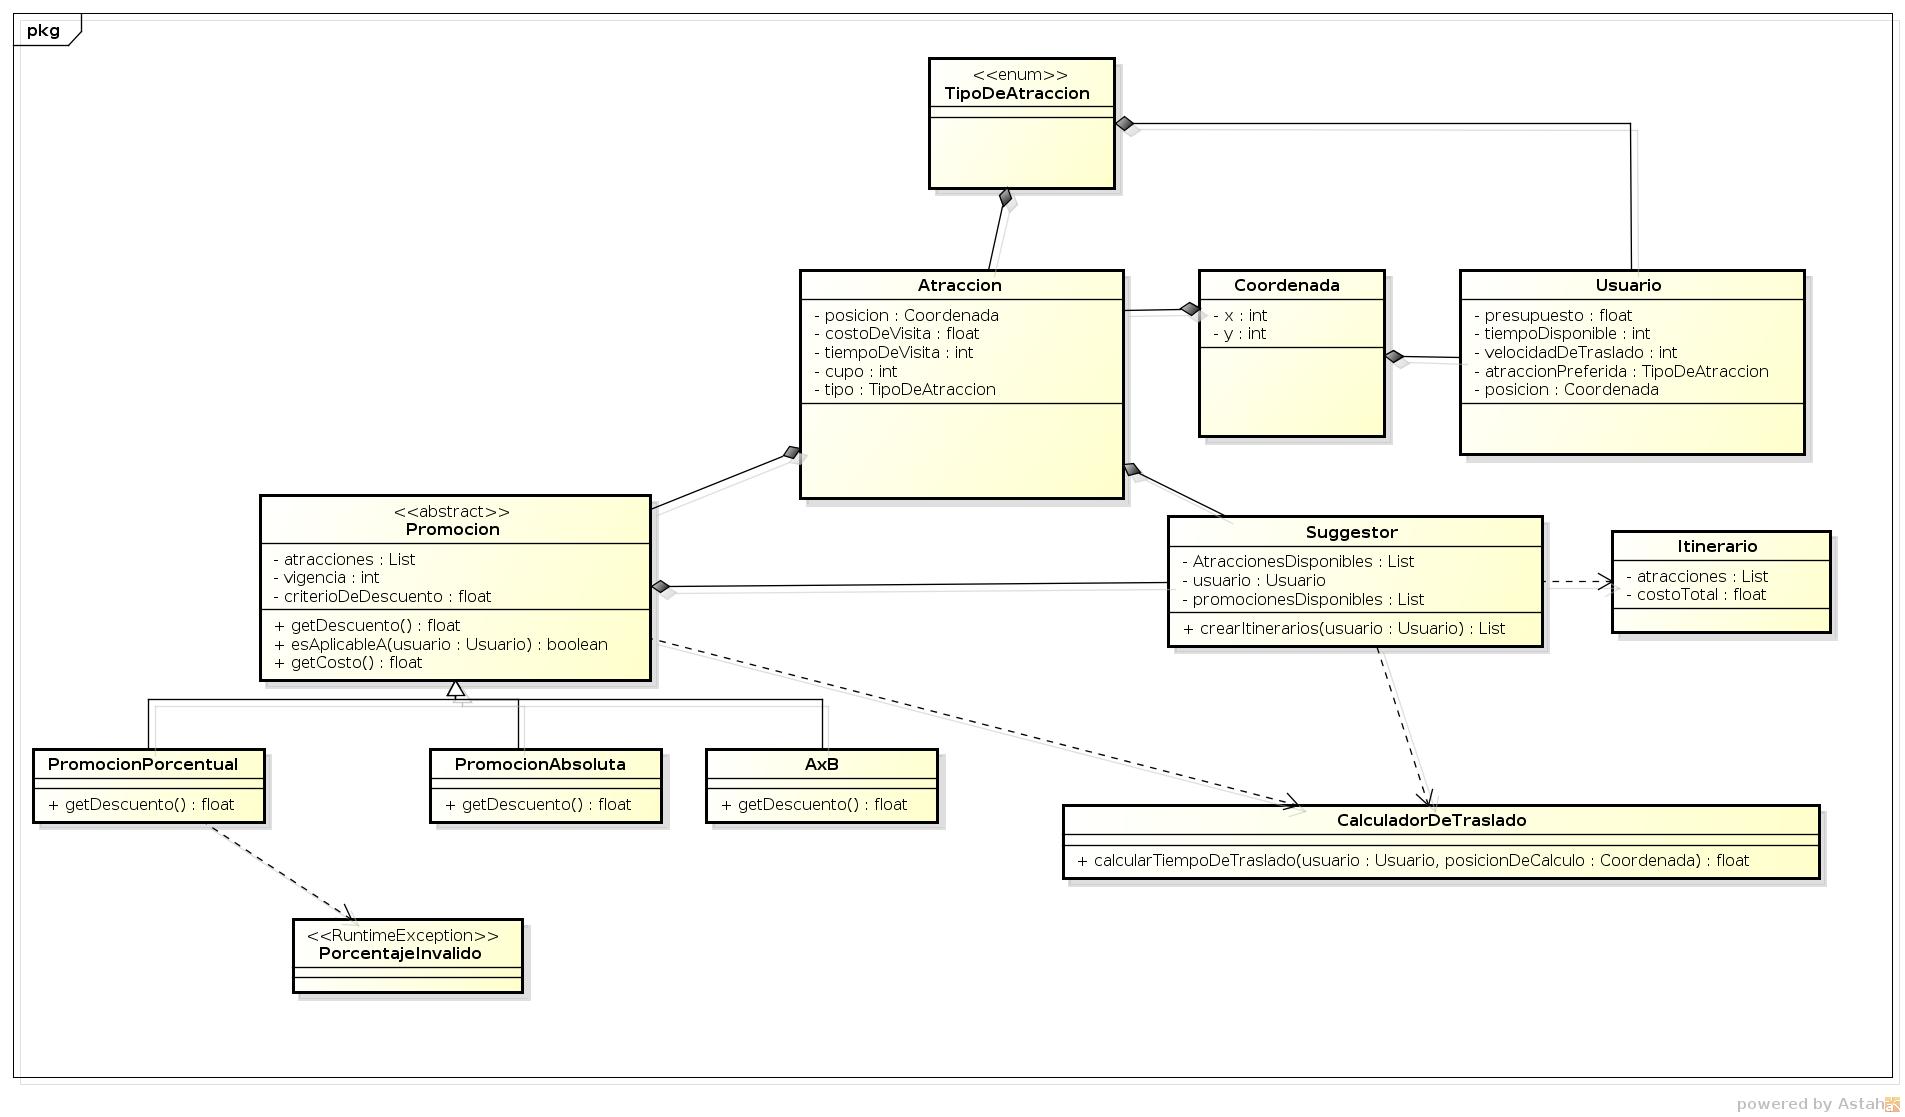 pkg
<<enum>>
TipoDeAtraccion
Atraccion
- posicion : Coordenada
- costoDeVisita : float
- tiempoDeVisita : int
- cupo : int
- tipo : TipoDeAtraccion
Coordenada
- x : int
- y : int
Usuario
- presupuesto : float
- tiempoDisponible : int
- velocidadDeTraslado : int
- atraccionPreferida : TipoDeAtraccion
- posicion : Coordenada
<<abstract>>
Promocion
- atracciones : List
- vigencia : int
- criterioDeDescuento : float
+ getDescuento() : float
+ esAplicableA(usuario : Usuario) : boolean
+ getCosto() : float
Suggestor
- AtraccionesDisponibles : List
- usuario : Usuario
- promocionesDisponibles : List
+ crearItinerarios(usuario : Usuario) : List
Itinerario
- atracciones : List
- costoTotal : float
PromocionPorcentual
+ getDescuento() : float
PromocionAbsoluta
+ getDescuento() : float
AxB
+ getDescuento() : float
CalculadorDeTraslado
+ calcularTiempoDeTraslado(usuario : Usuario, posicionDeCalculo : Coordenada) : float
<<RuntimeException>>
PorcentajeInvalido
powered by Astah